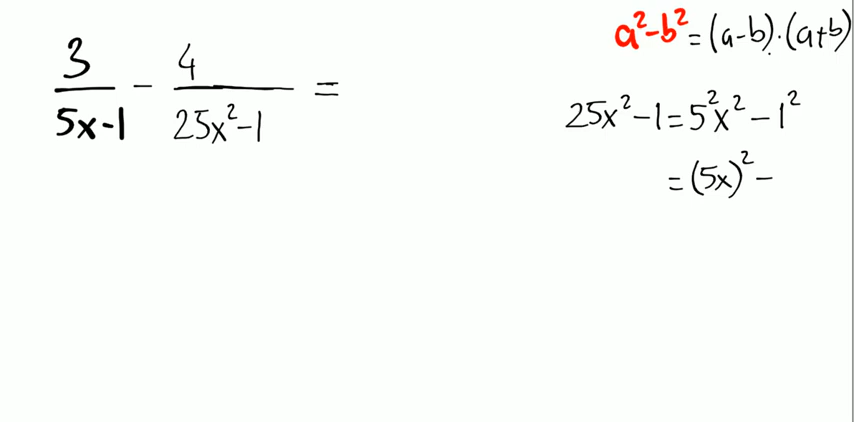 a²-b² = (a-b)·(a+b)
3/(5x-1) - 4/(25x²-1) =
25x²-1 = 5²x² - 1²
= (5x)² -